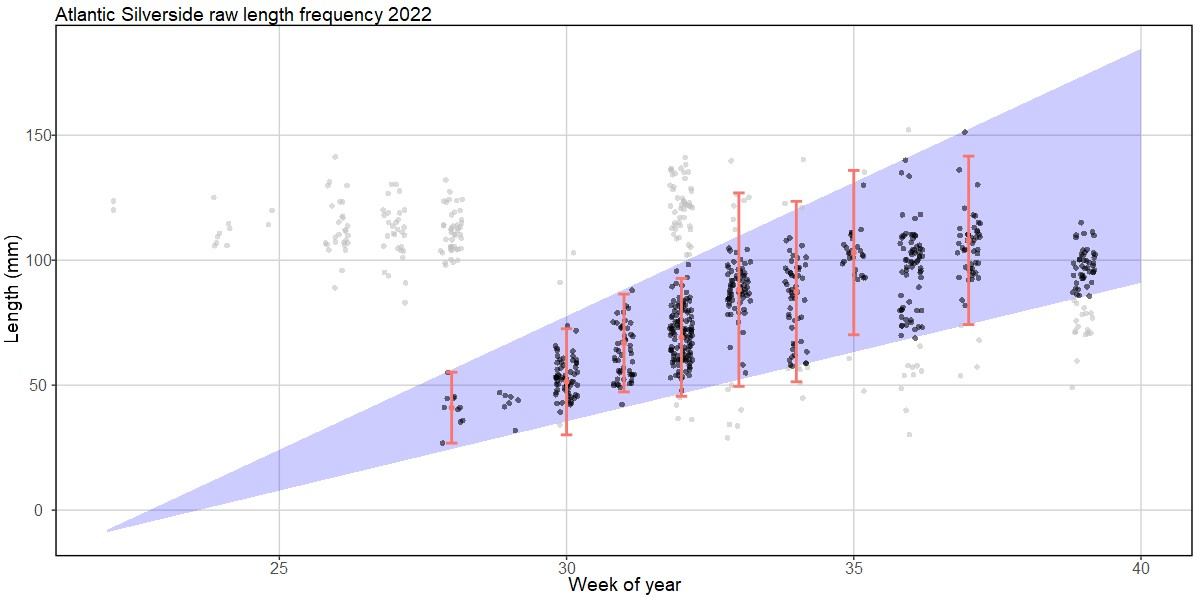 Atlantic Silverside raw length frequency 2022
Length (mm)
150
100
50
0
25 30 35 40
Week of year